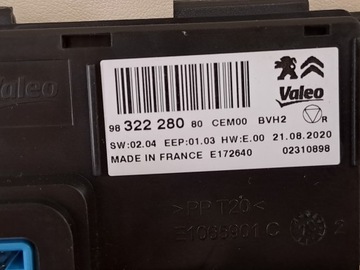 Valeo
Valeo
98 322 280 80 CEM00 BVH2 R
SW:02.04 EEP:01.03 HW:E.00 21.08.2020
MADE IN FRANCE E172640 02310898
>PP T20<
C 2